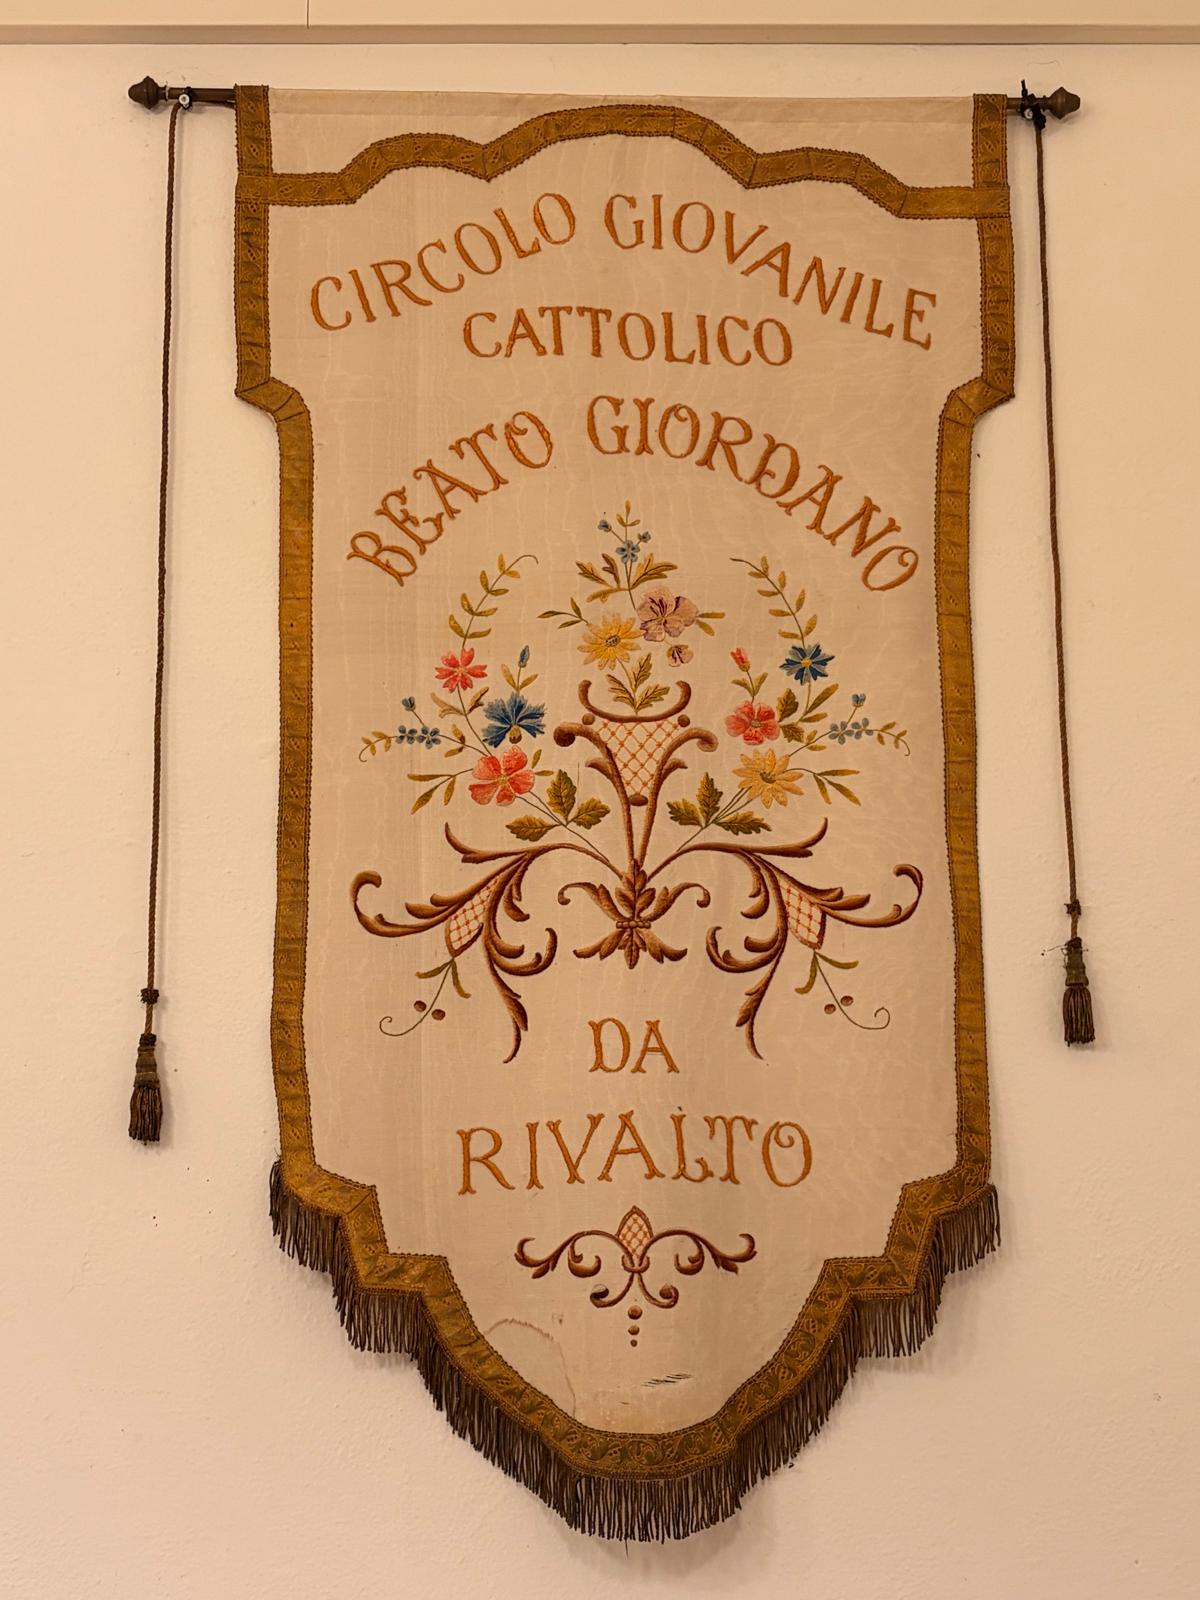 CIRCOLO GIOVANILE
CATTOLICO
BEATO GIORDANO
DA
RIVALTO